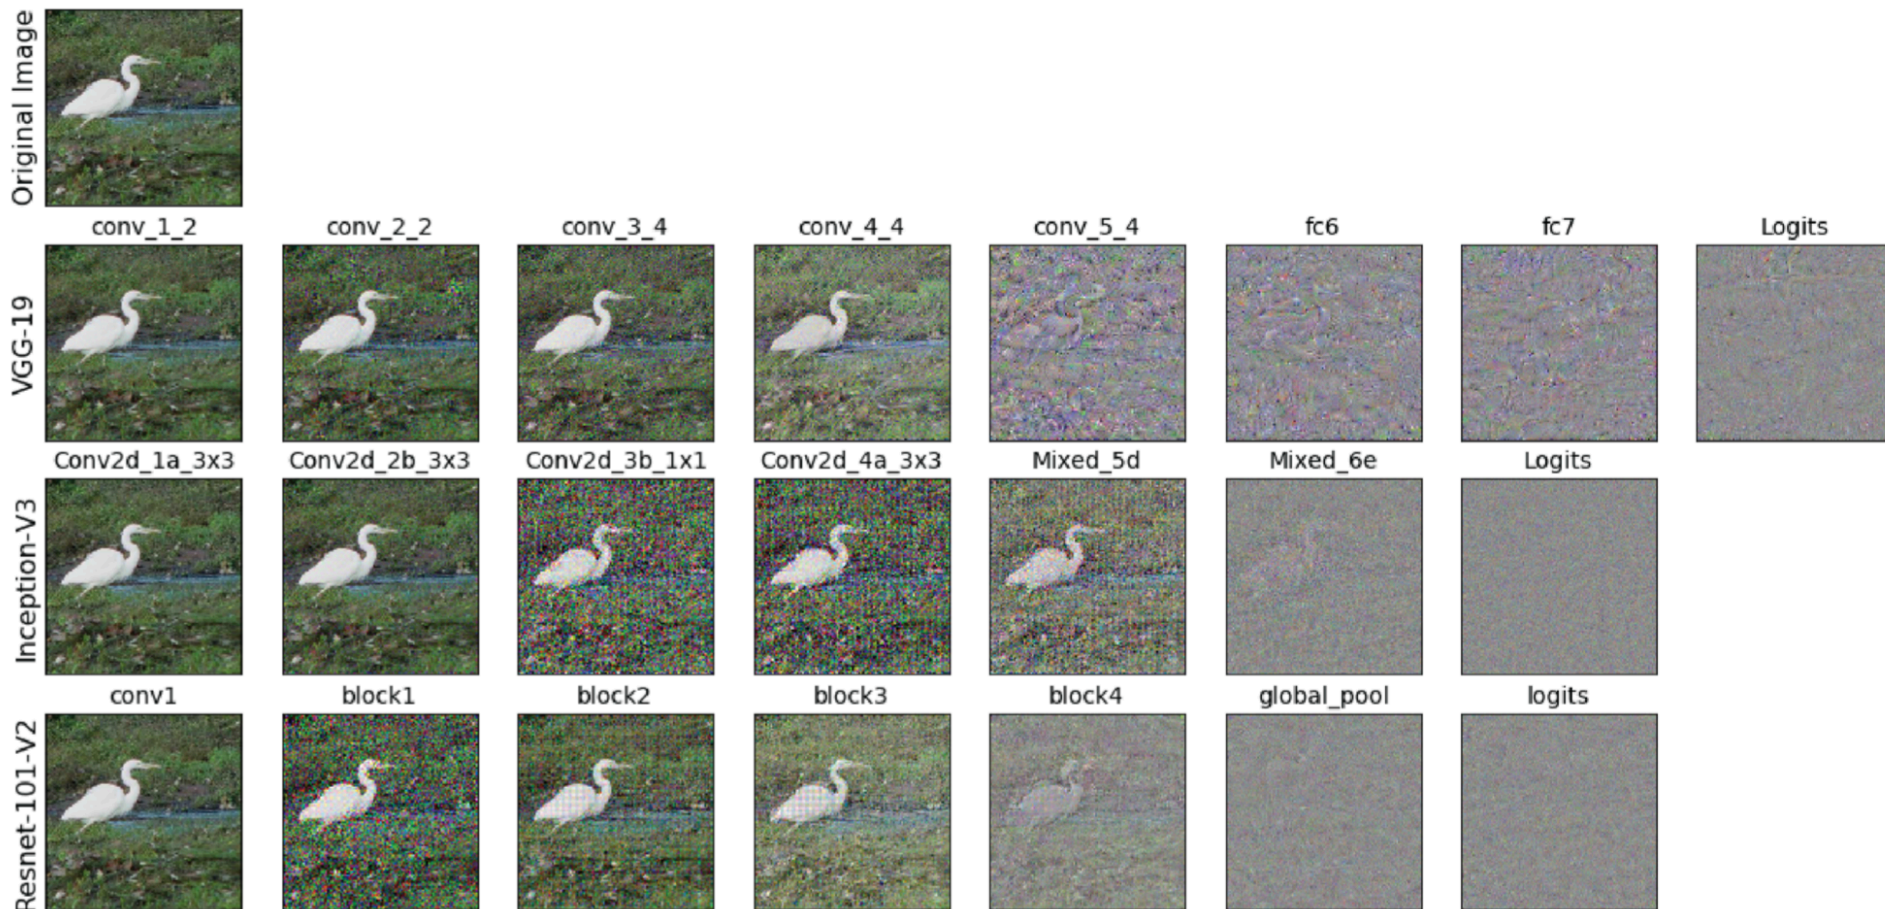 Original Image
conv_1_2 conv_2_2 conv_3_4 conv_4_4 conv_5_4 fc6 fc7 Logits
VGG-19
Conv2d_1a_3x3 Conv2d_2b_3x3 Conv2d_3b_1x1 Conv2d_4a_3x3 Mixed_5d Mixed_6e Logits
Inception-V3
conv1 block1 block2 block3 block4 global_pool logits
Resnet-101-V2